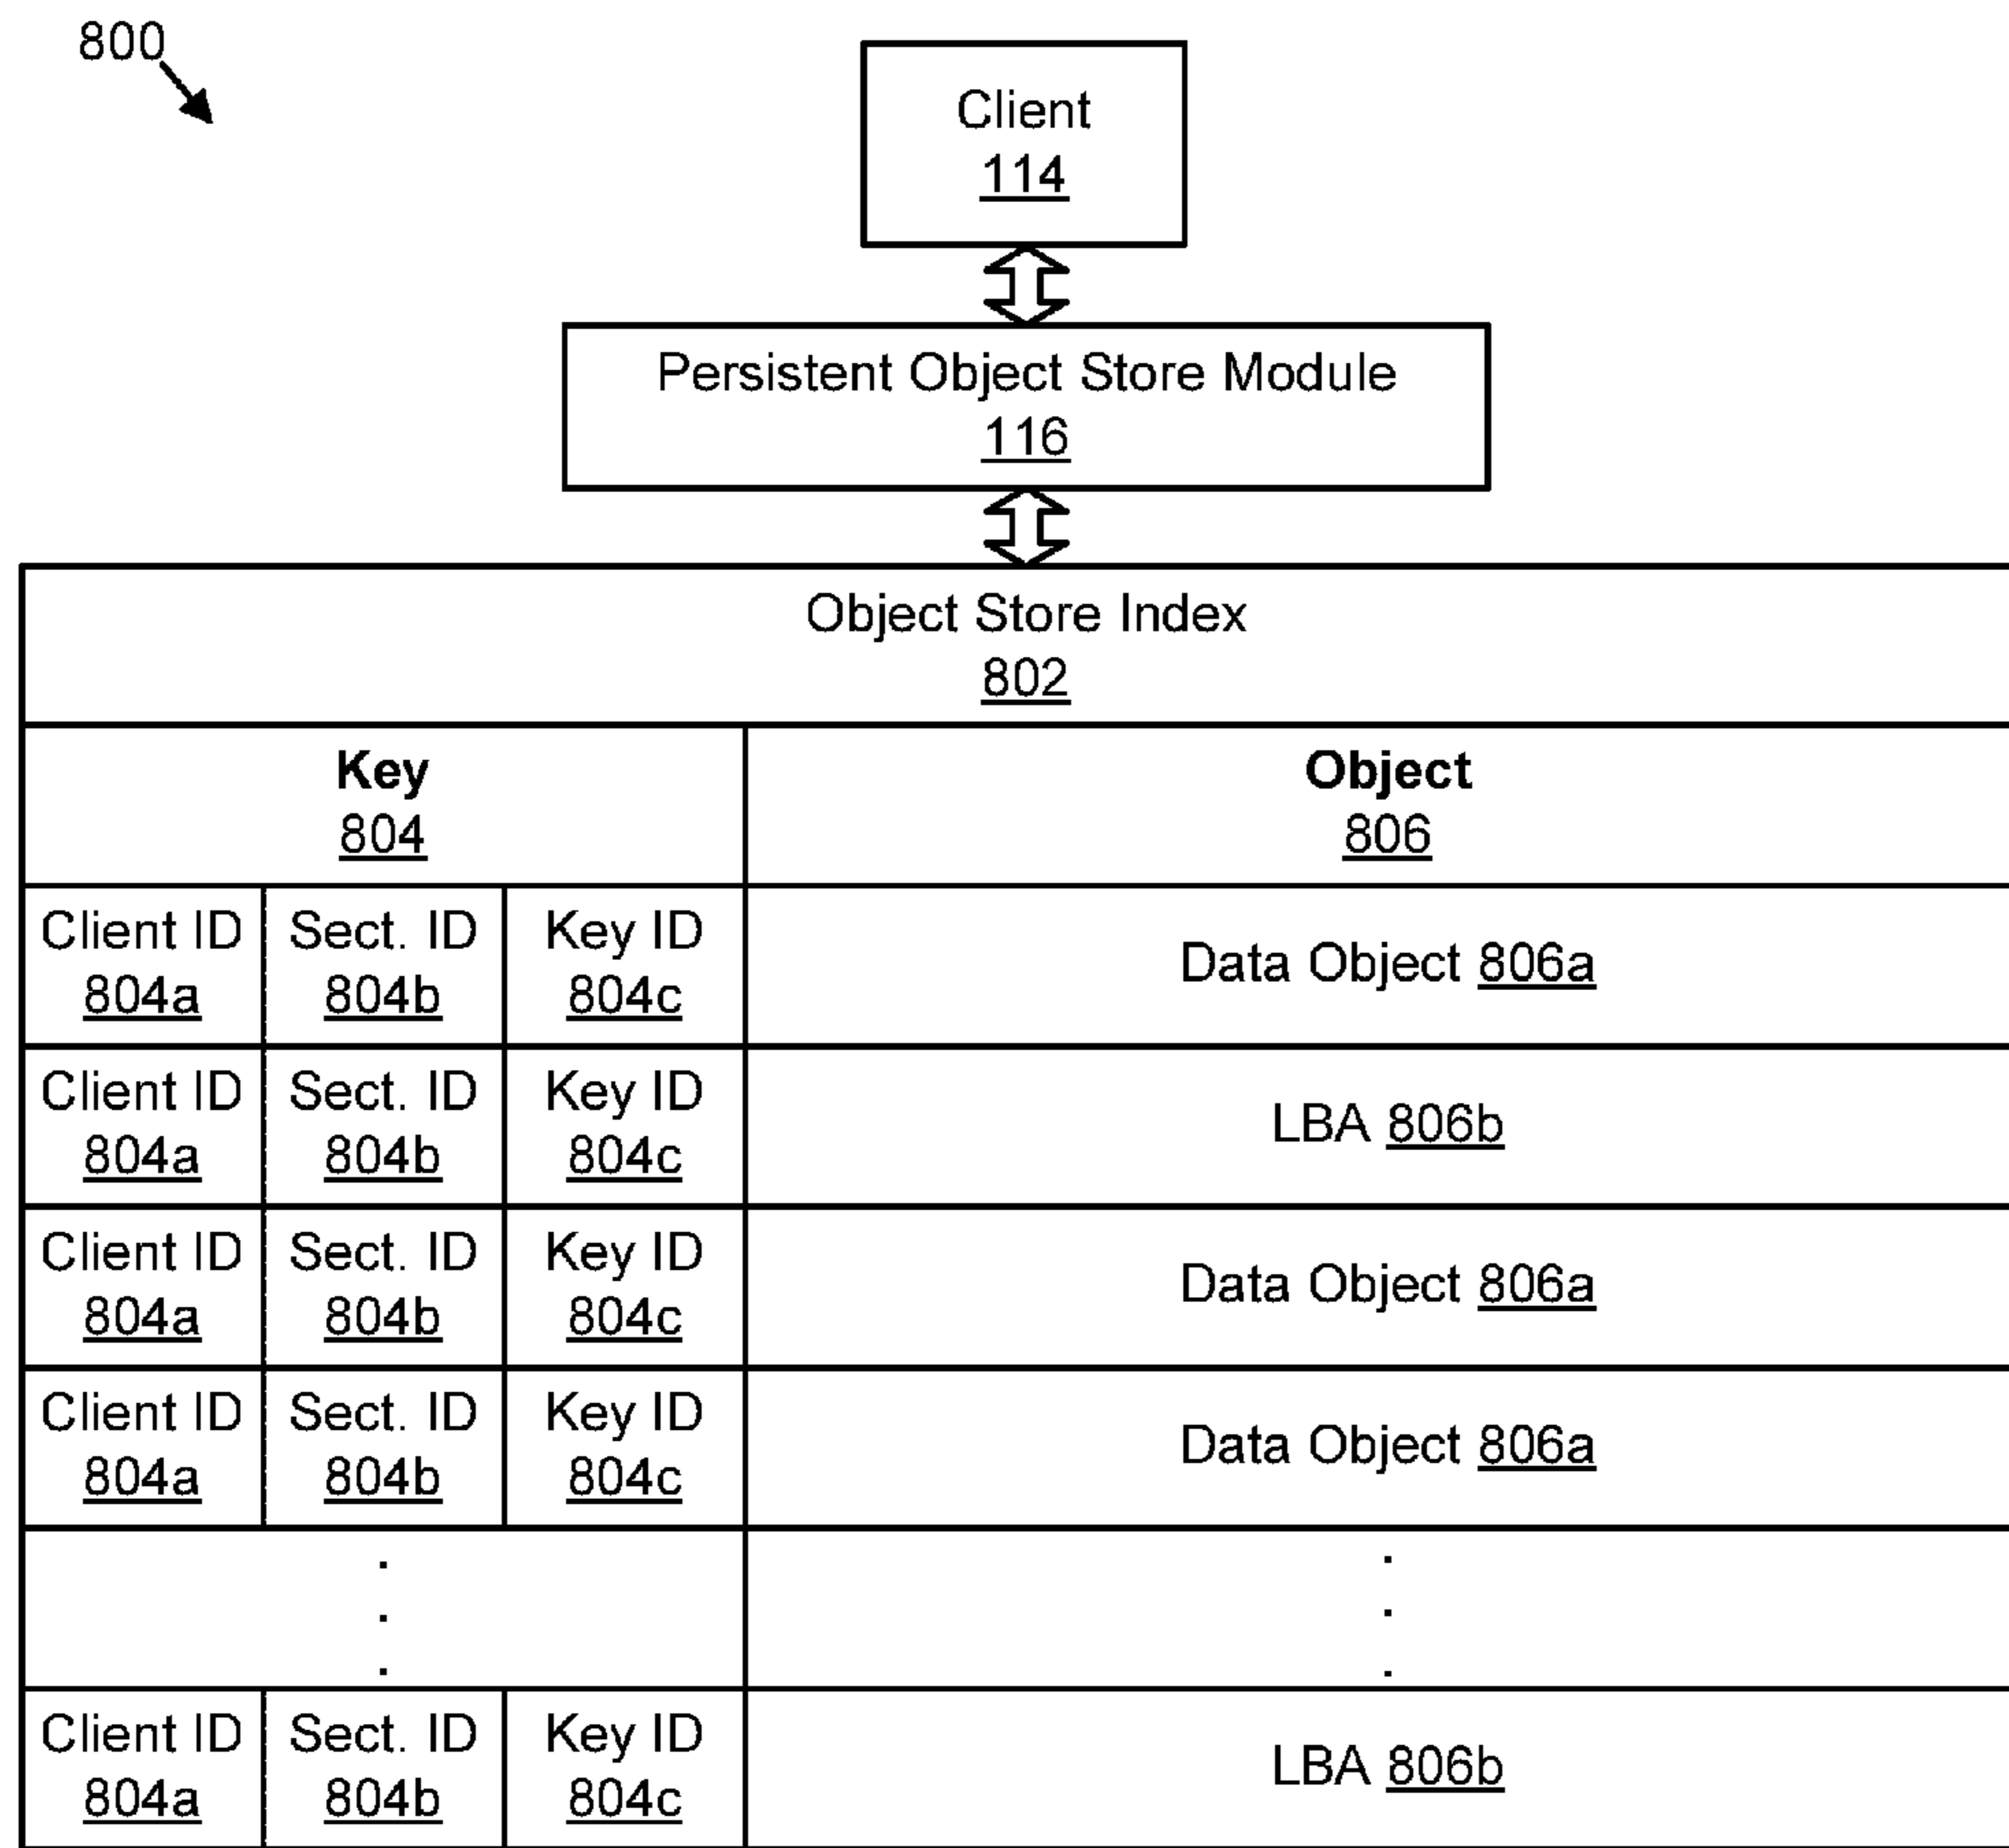 800
Client
114
Persistent Object Store Module
116
Object Store Index
802
Key
804
Object
806
Client ID
804a
Sect. ID
804b
Key ID
804c
Data Object 806a
Client ID
804a
Sect. ID
804b
Key ID
804c
LBA 806b
Client ID
804a
Sect. ID
804b
Key ID
804c
Data Object 806a
Client ID
804a
Sect. ID
804b
Key ID
804c
Data Object 806a
.
.
.
.
.
.
Client ID
804a
Sect. ID
804b
Key ID
804c
LBA 806b